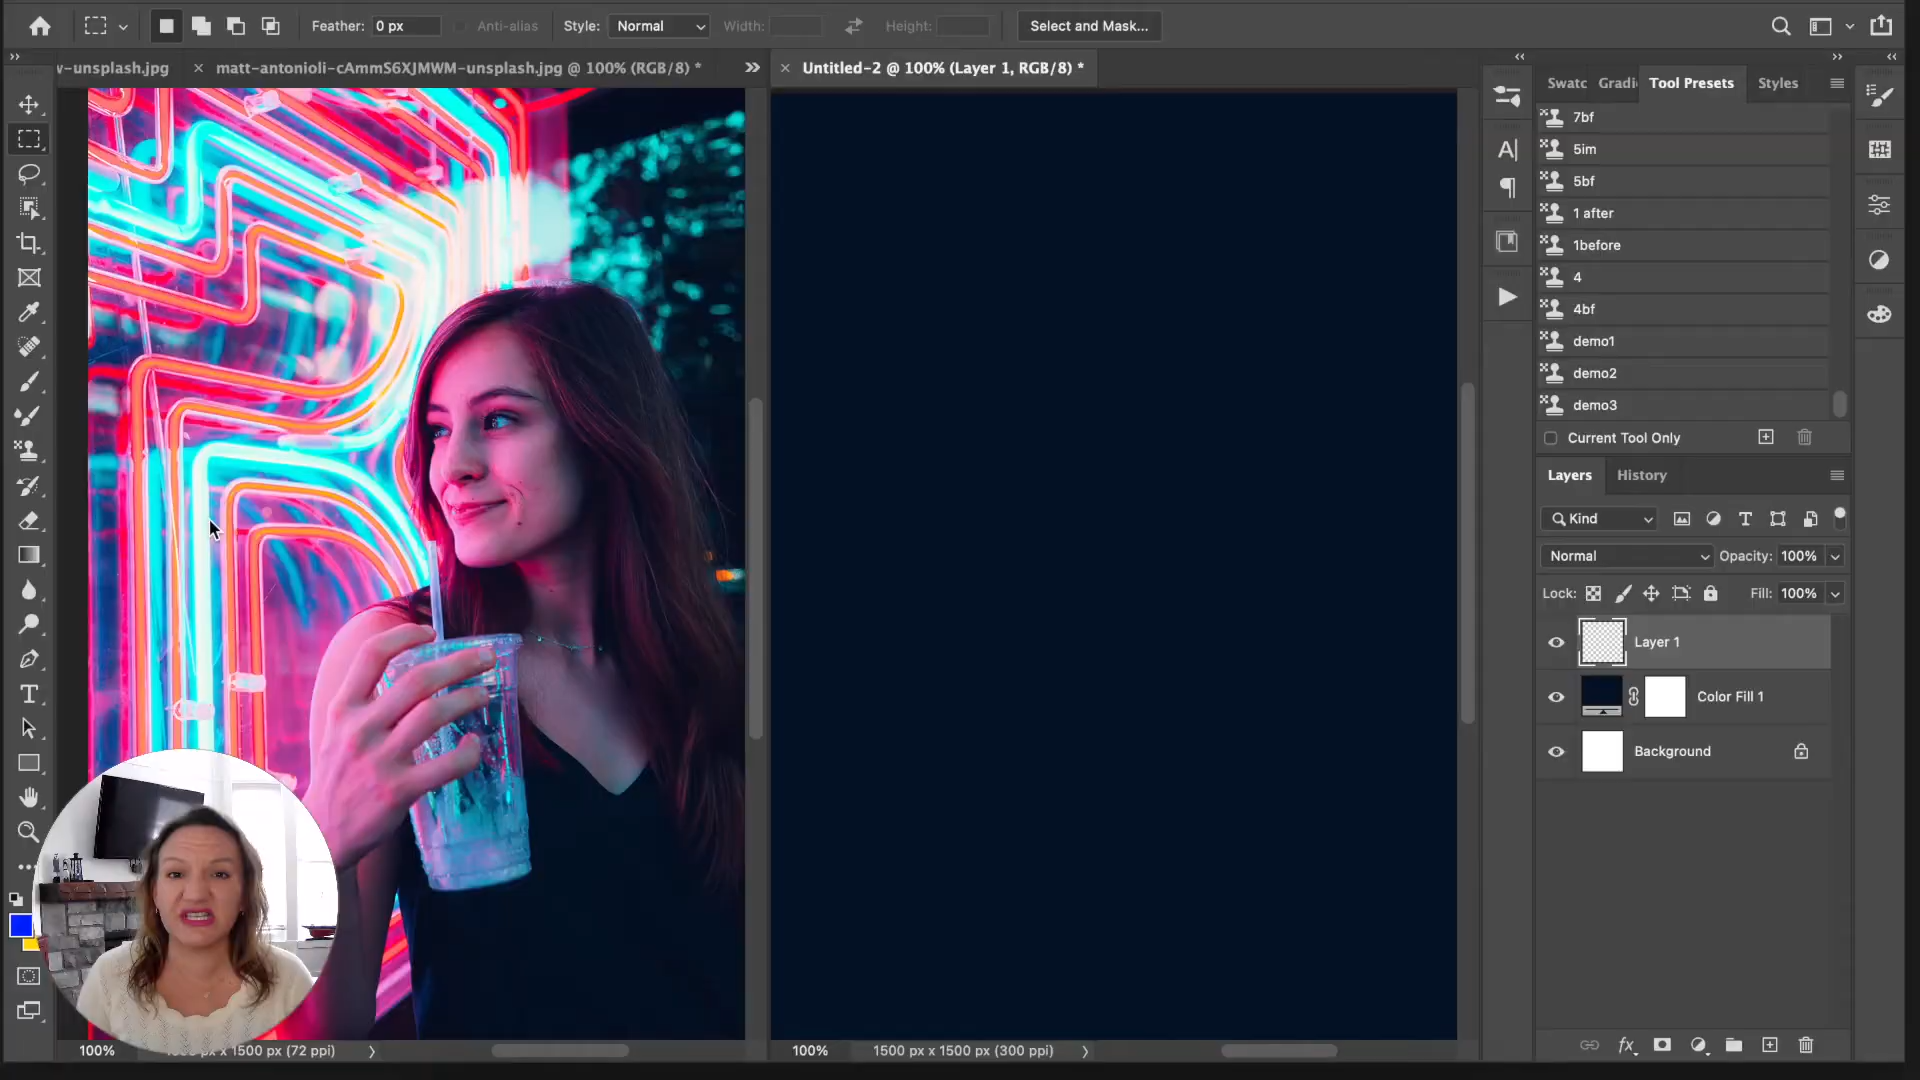 Feather: 0 px Anti-alias Style: Normal Width: Height: Select and Mask...
v-unsplash.jpg × matt-antonioli-cAmmS6XJMWM-unsplash.jpg @ 100% (RGB/8) *
× Untitled-2 @ 100% (Layer 1, RGB/8) *
Swatc Gradi Tool Presets Styles
7bf
5im
5bf
1 after
1before
4
4bf
demo1
demo2
demo3
Current Tool Only
Layers History
Kind
Normal Opacity: 100%
Lock: Fill: 100%
Layer 1
Color Fill 1
Background
100% px x 1500 px (72 ppi)
100% 1500 px x 1500 px (300 ppi)